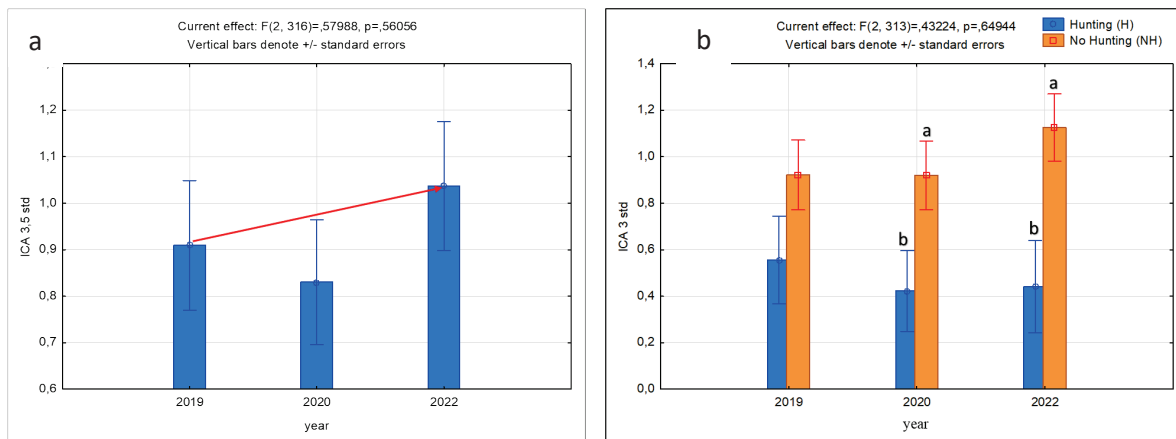 a
Current effect: F(2, 316)=,57988, p=,56056
Vertical bars denote +/- standard errors
1,2
1,1
1,0
0,9
0,8
0,7
0,6
ICA 3,5 std
2019
2020
2022
year
b
Current effect: F(2, 313)=,43224, p=,64944
Vertical bars denote +/- standard errors
Hunting (H)
No Hunting (NH)
1,4
1,2
1,0
0,8
0,6
0,4
0,2
0,0
ICA 3 std
a
a
b
b
2019
2020
2022
year